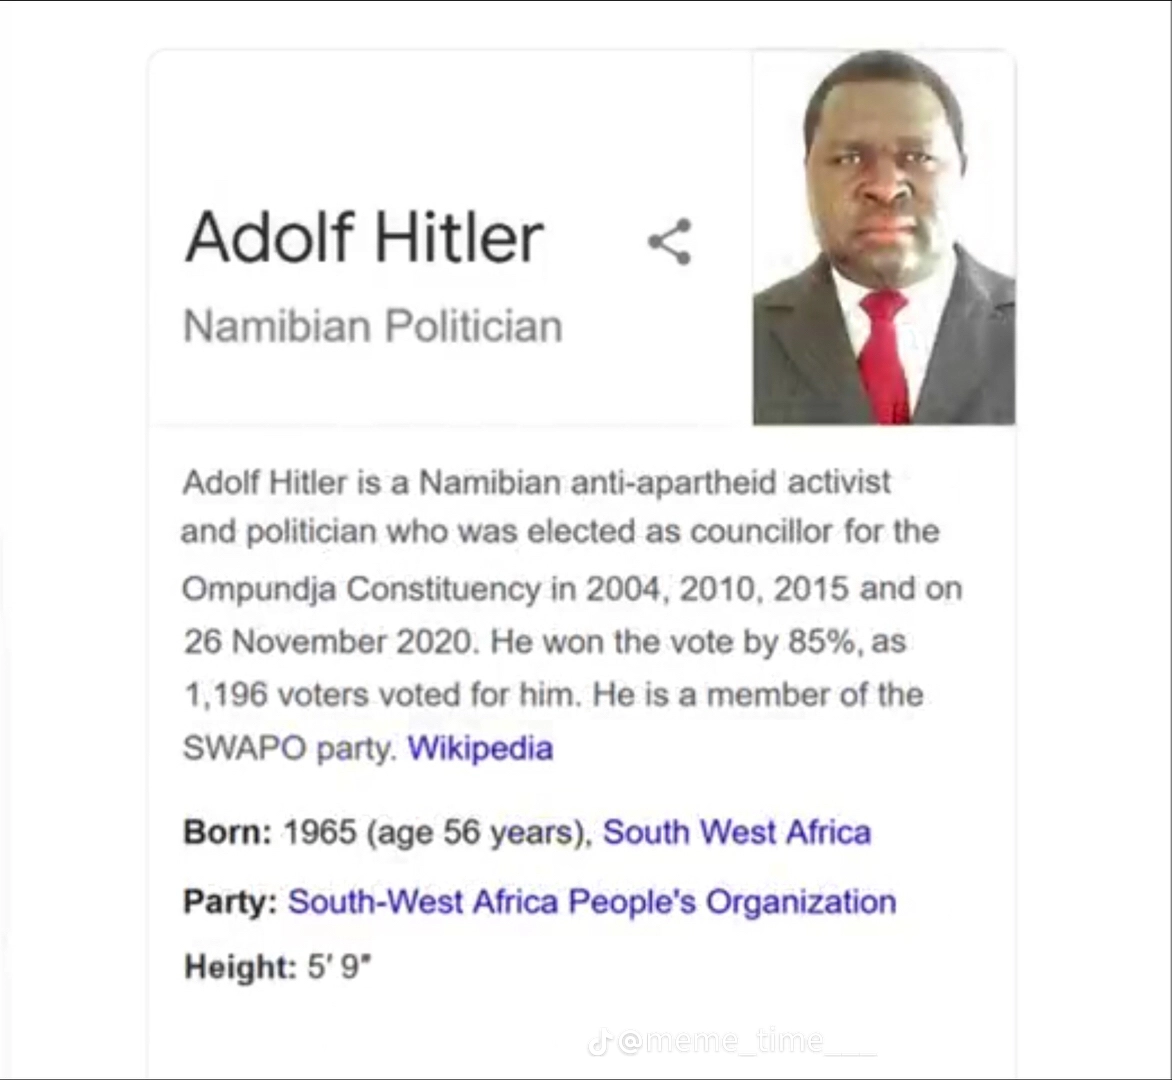 Adolf Hitler
Namibian Politician
Adolf Hitler is a Namibian anti-apartheid activist
and politician who was elected as councillor for the
Ompundja Constituency in 2004, 2010, 2015 and on
26 November 2020. He won the vote by 85%, as
1,196 voters voted for him. He is a member of the
SWAPO party. Wikipedia
Born: 1965 (age 56 years), South West Africa
Party: South-West Africa People's Organization
Height: 5′ 9″
@meme_time___